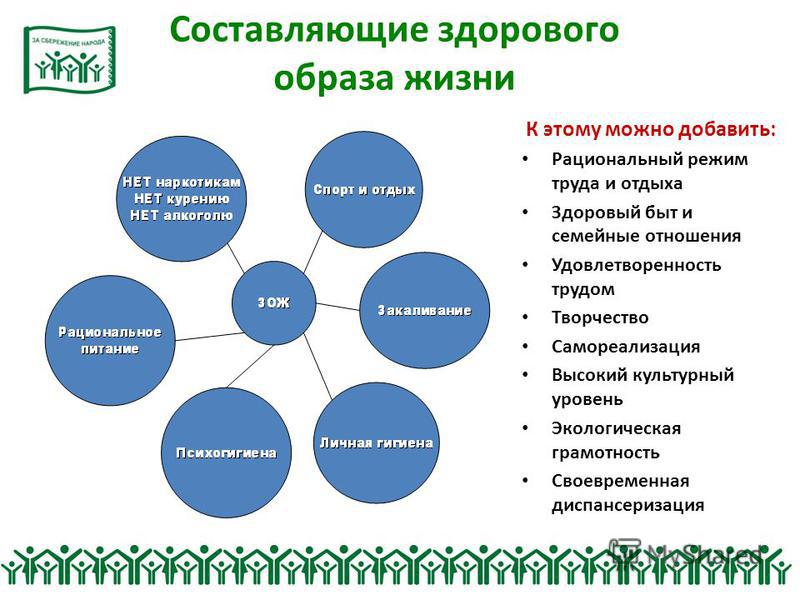 Составляющие здорового
образа жизни
ЗА СБЕРЕЖЕНИЕ НАРОДА
К этому можно добавить:
НЕТ наркотикам
НЕТ курению
НЕТ алкоголю
Спорт и отдых
ЗОЖ
Закаливание
Рациональное
питание
Психогигиена
Личная гигиена
• Рациональный режим
труда и отдыха
• Здоровый быт и
семейные отношения
• Удовлетворенность
трудом
• Творчество
• Самореализация
• Высокий культурный
уровень
• Экологическая
грамотность
• Своевременная
диспансеризация
MyShared